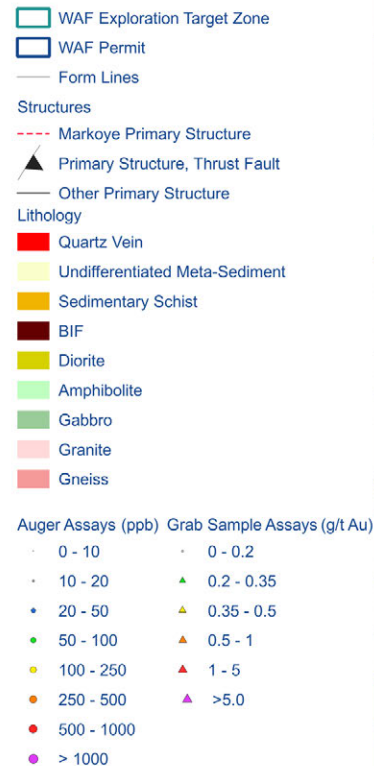 WAF Exploration Target Zone
WAF Permit
Form Lines
Structures
Markoye Primary Structure
Primary Structure, Thrust Fault
Other Primary Structure
Lithology
Quartz Vein
Undifferentiated Meta-Sediment
Sedimentary Schist
BIF
Diorite
Amphibolite
Gabbro
Granite
Gneiss
Auger Assays (ppb) Grab Sample Assays (g/t Au)
0 - 10 0 - 0.2
10 - 20 0.2 - 0.35
20 - 50 0.35 - 0.5
50 - 100 0.5 - 1
100 - 250 1 - 5
250 - 500 >5.0
500 - 1000
> 1000